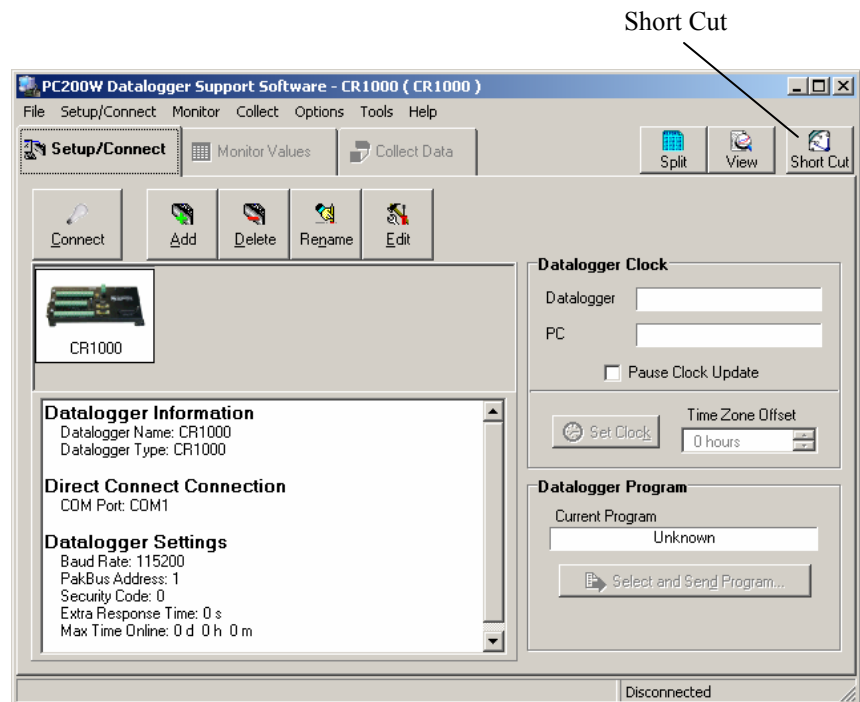 Short Cut
PC200W Datalogger Support Software - CR1000 ( CR1000 )
File Setup/Connect Monitor Collect Options Tools Help
Setup/Connect Monitor Values Collect Data Split View Short Cut
Connect Add Delete Rename Edit
CR1000
Datalogger Information
Datalogger Name: CR1000
Datalogger Type: CR1000
Direct Connect Connection
COM Port: COM1
Datalogger Settings
Baud Rate: 115200
PakBus Address: 1
Security Code: 0
Extra Response Time: 0 s
Max Time Online: 0 d 0 h 0 m
Datalogger Clock
Datalogger
PC
Pause Clock Update
Set Clock
Time Zone Offset
0 hours
Datalogger Program
Current Program
Unknown
Select and Send Program...
Disconnected